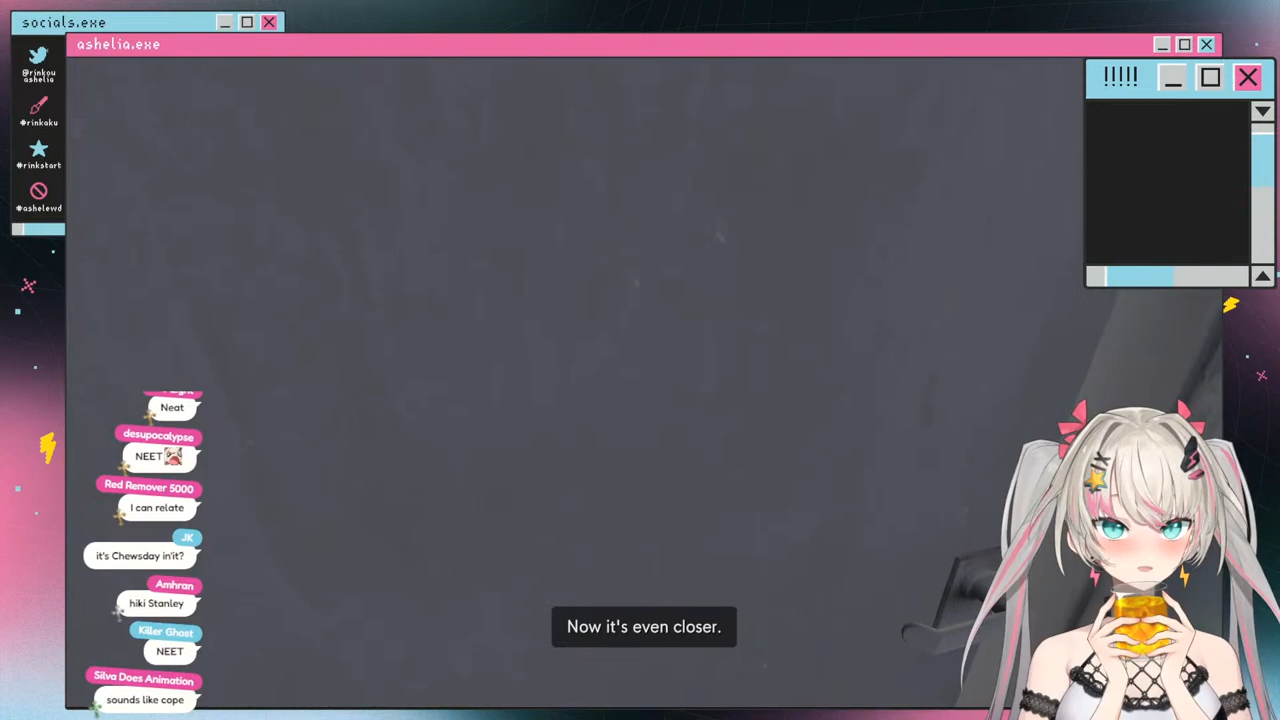 socials.exe
ashelia.exe
@rinkou
ashelia
#rinkaku
#rinkstart
#ashelewd
!!!!!
Neat
desupocalypse
NEET
Red Remover 5000
I can relate
JK
it's Chewsday in'it?
Amhran
hiki Stanley
Killer Ghost
NEET
Silva Does Animation
sounds like cope
Now it's even closer.